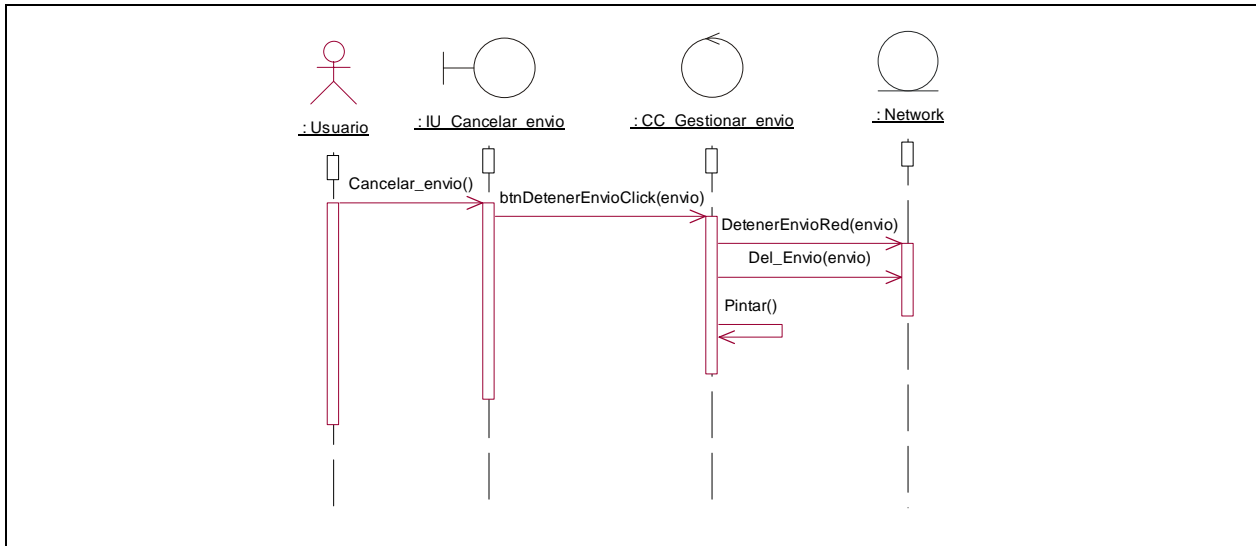 : Usuario
: IU_Cancelar_envio
: CC_Gestionar_envio
: Network
Cancelar_envio()
btnDetenerEnvioClick(envio)
DetenerEnvioRed(envio)
Del_Envio(envio)
Pintar()